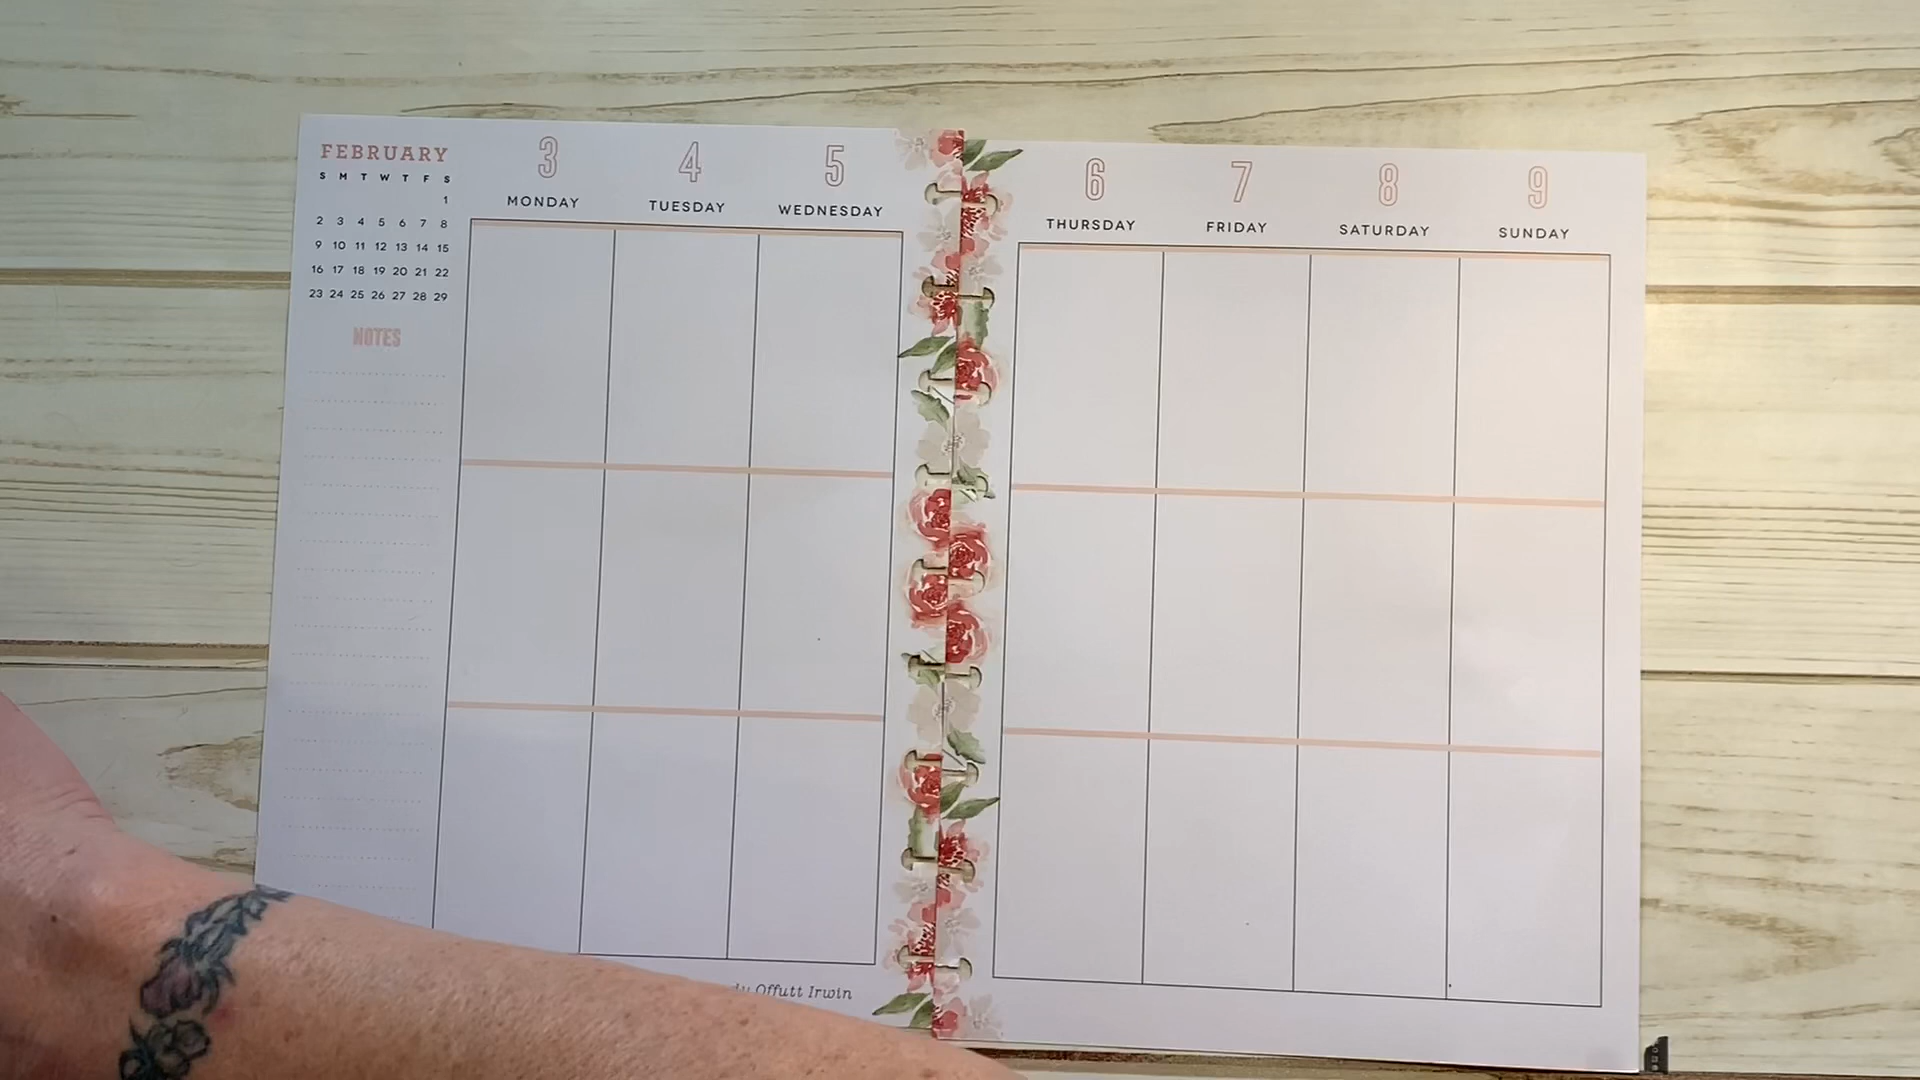 FEBRUARY
S M T W T F S
1
2 3 4 5 6 7 8
9 10 11 12 13 14 15
16 17 18 19 20 21 22
23 24 25 26 27 28 29
NOTES
3 4 5 6 7 8 9
MONDAY TUESDAY WEDNESDAY THURSDAY FRIDAY SATURDAY SUNDAY
Offutt Irwin